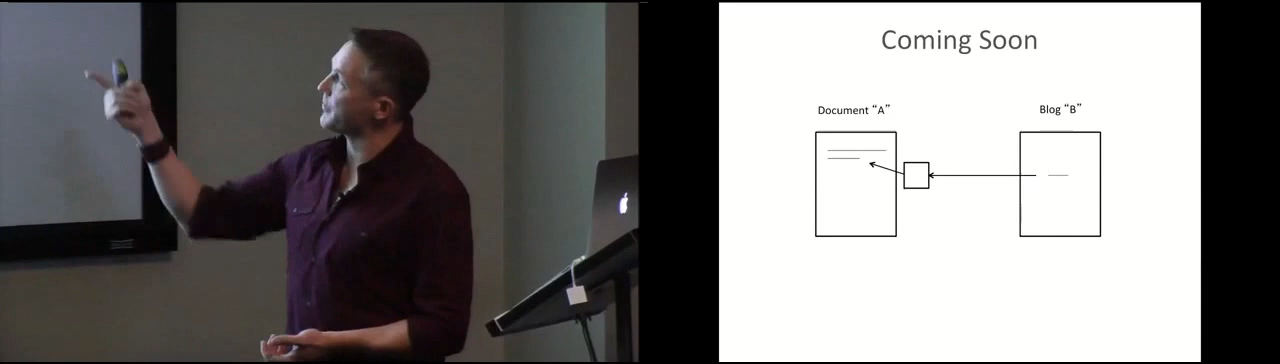 Coming Soon
Document “A”
Blog “B”